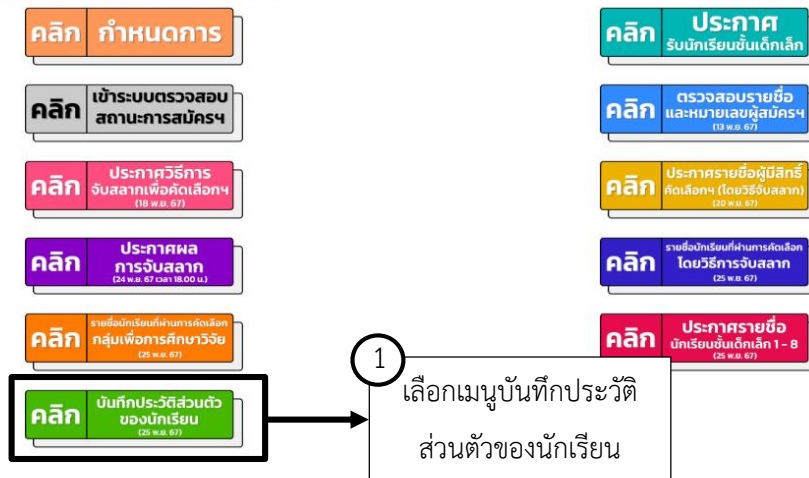 คลิก กำหนดการ
คลิก ประกาศ
รับนักเรียนชั้นเด็กเล็ก
คลิก เข้าระบบตรวจสอบ
สถานะการสมัครฯ
คลิก ตรวจสอบรายชื่อ
และหมายเลขผู้สมัครฯ
(13 พ.ย. 67)
คลิก ประกาศวิธีการ
จับสลากเพื่อคัดเลือกฯ
(18 พ.ย. 67)
คลิก ประกาศรายชื่อผู้มีสิทธิ์
คัดเลือกฯ (โดยวิธีจับสลาก)
(20 พ.ย. 67)
คลิก ประกาศผล
การจับสลาก
(24 พ.ย. 67 เวลา 18.00 น.)
คลิก รายชื่อนักเรียนที่ผ่านการคัดเลือก
โดยวิธีการจับสลาก
(25 พ.ย. 67)
คลิก รายชื่อนักเรียนที่ผ่านการคัดเลือก
กลุ่มเพื่อการศึกษาวิจัย
(25 พ.ย. 67)
คลิก ประกาศรายชื่อ
นักเรียนชั้นเด็กเล็ก 1 - 8
(25 พ.ย. 67)
คลิก บันทึกประวัติส่วนตัว
ของนักเรียน
(25 พ.ย. 67)
1
เลือกเมนูบันทึกประวัติ
ส่วนตัวของนักเรียน